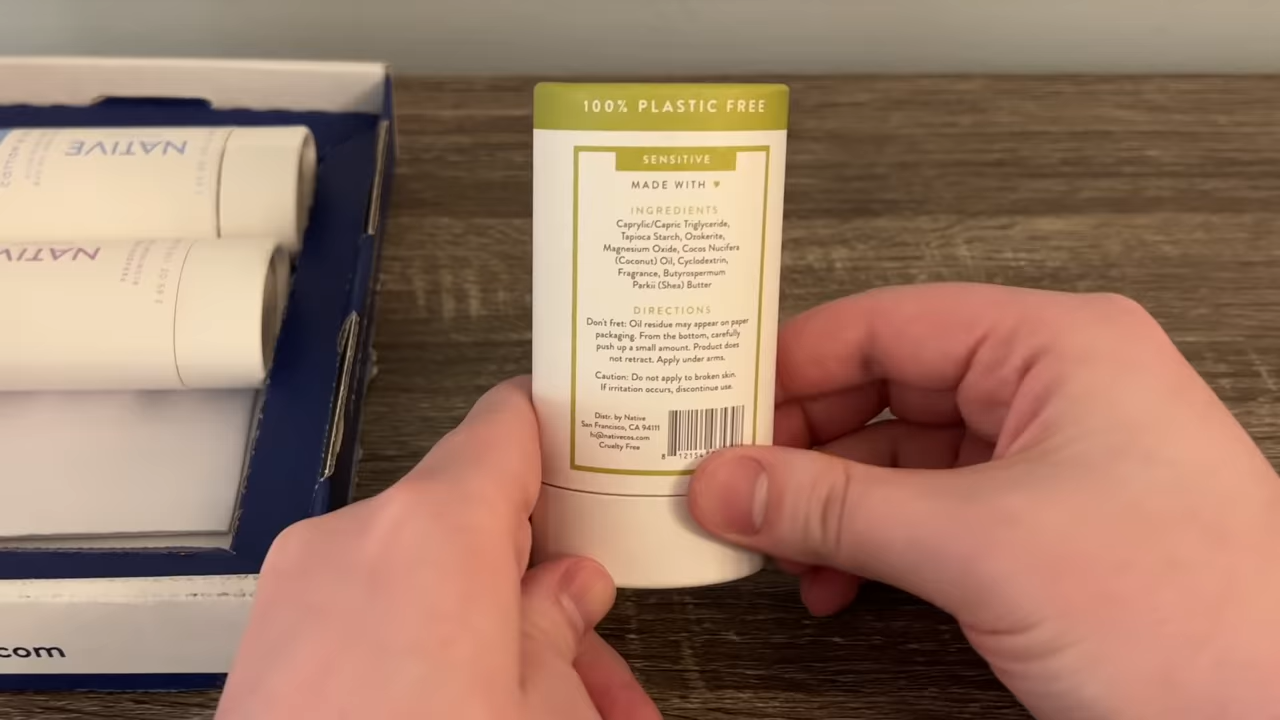 100% PLASTIC FREE
SENSITIVE
MADE WITH
INGREDIENTS
Caprylic/Capric Triglyceride,
Tapioca Starch, Ozokerite,
Magnesium Oxide, Cocos Nucifera
(Coconut) Oil, Cyclodextrin,
Fragrance, Butyrospermum
Parkii (Shea) Butter
DIRECTIONS
Don't fret: Oil residue may appear on paper
packaging. From the bottom, carefully
push up a small amount. Product does
not retract. Apply under arms.
Caution: Do not apply to broken skin.
If irritation occurs, discontinue use.
Distr. by Native
San Francisco, CA 94111
hi@nativecos.com
Cruelty Free
8 12154
NATIVE
NATIVE
com